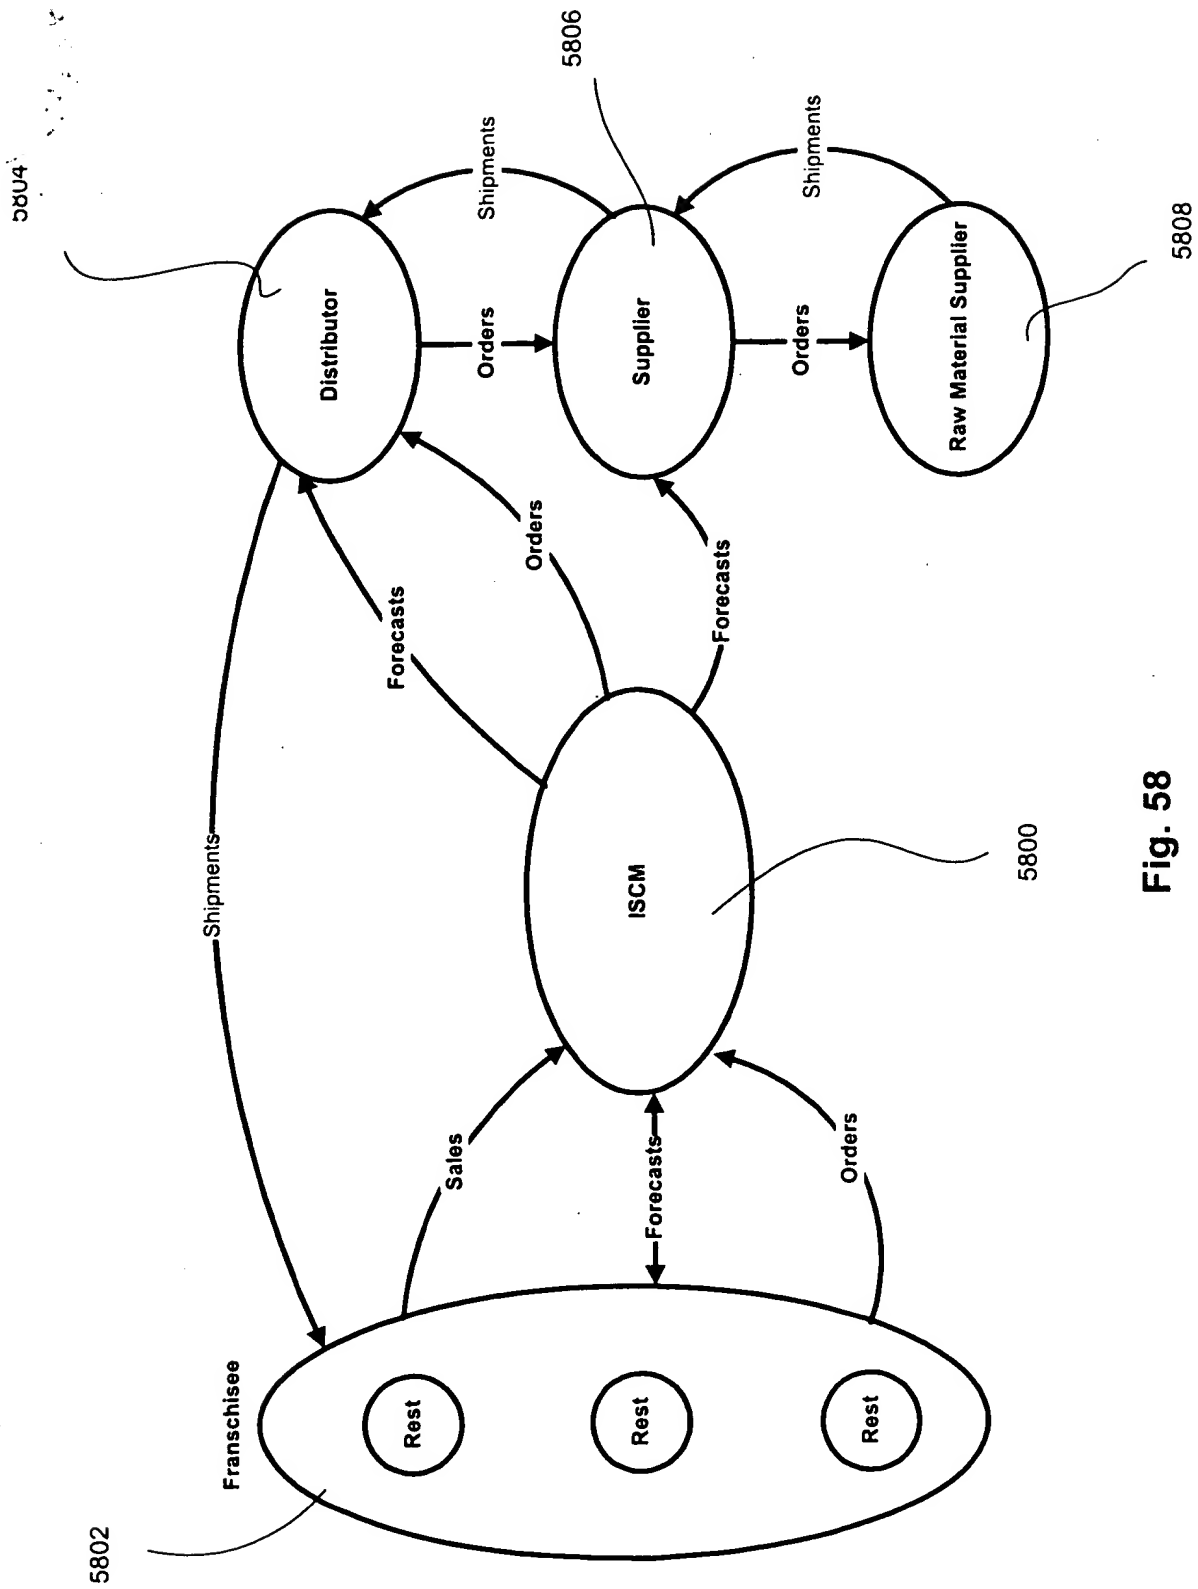 5804
Shipments
Distributor
Franschisee
Forecasts
Shipments
5806
Orders
Orders
Sales
Rest
ISCM
Supplier
Forecasts
Rest
Forecasts
Shipments
Orders
Orders
Rest
Raw Material Supplier
5802
5800
5808
Fig. 58